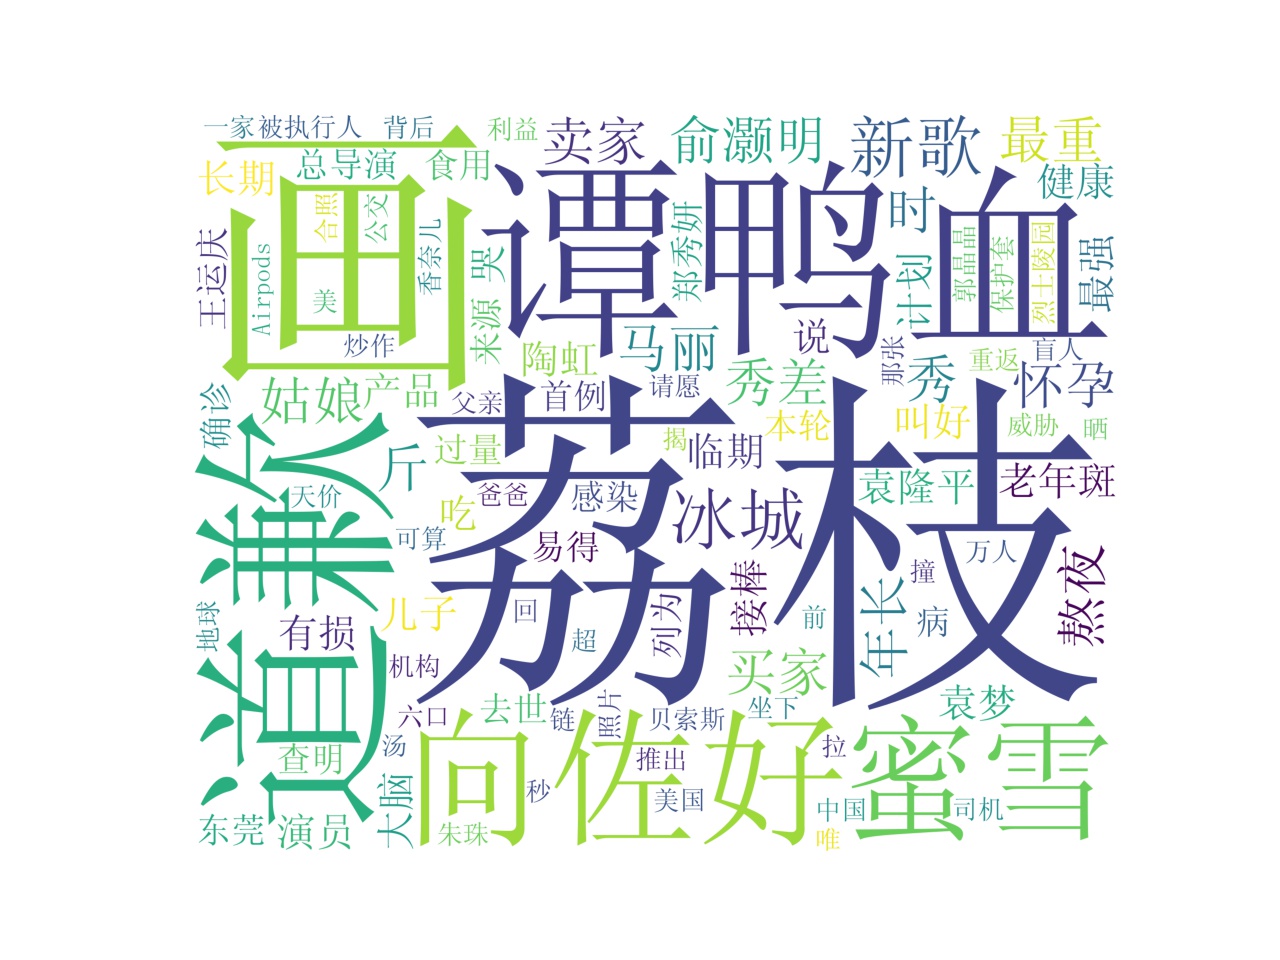 一家被执行人
背后
利益
卖家
俞灏明
新歌
最重
长期
总导演
食用
画
谭鸭血
时
健康
王运庆
Airpods
合照
公交
美
香奈儿
炒作
来源
哭
郑秀妍
说
计划
郭晶晶
保护套
烈士陵园
最强
陶虹
马丽
那张
重返
盲人
姑娘
产品
父亲
首例
请愿
秀差
秀
怀孕
确诊
兼
欠
道
斤
过量
荔枝
揭
临期
本轮
叫好
威胁
晒
天价
吃
爸爸
感染
冰城
袁隆平
老年斑
可算
易得
万人
地球
儿子
回
超
列为
接棒
前
年长
撞
病
熬夜
有损
机构
买家
六口
去世
链
照片
贝索斯
坐下
袁梦
查明
汤
大脑
向佐
好
蜜雪
推出
拉
秒
美国
中国
司机
东莞
演员
朱珠
唯